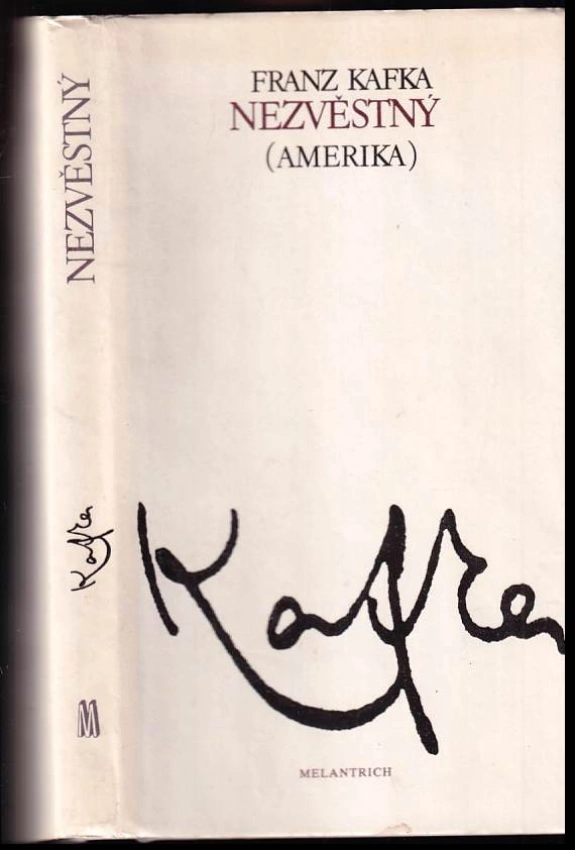 FRANZ KAFKA
NEZVĚSTNÝ
(AMERIKA)
Kafka
MELANTRICH
NEZVĚSTNÝ
Kafka
M